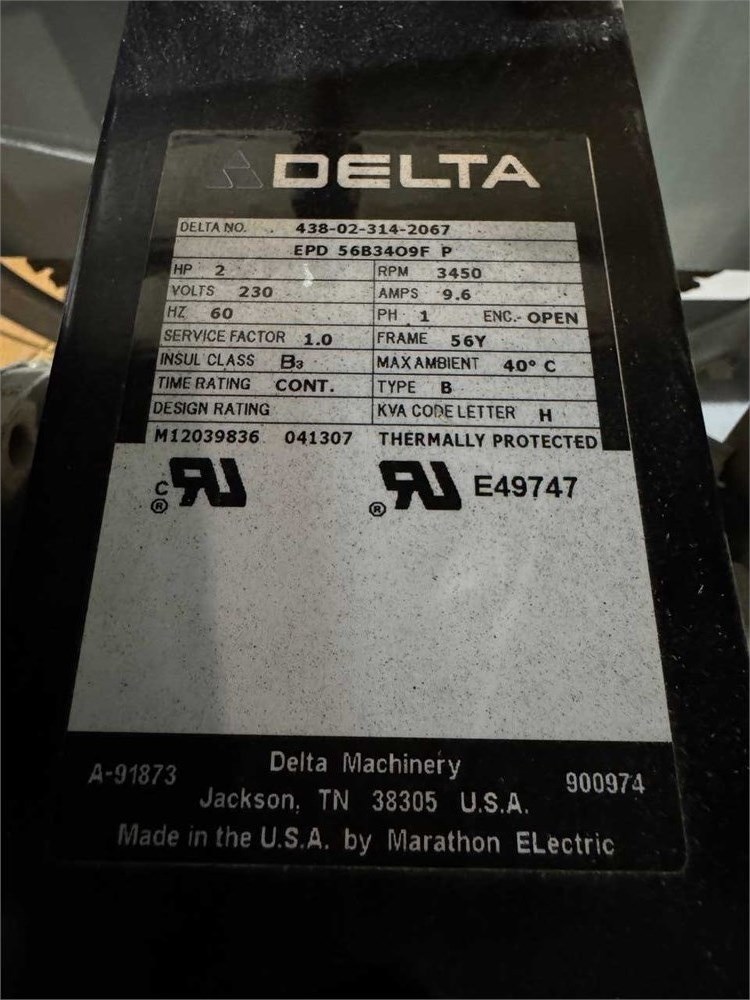 DELTA
DELTA NO. 438-02-314-2067
EPD 56B34O9F P
HP 2 RPM 3450
VOLTS 230 AMPS 9.6
HZ 60 PH 1 ENC.- OPEN
SERVICE FACTOR 1.0 FRAME 56Y
INSUL CLASS B3 MAX AMBIENT 40° C
TIME RATING CONT. TYPE B
DESIGN RATING KVA CODE LETTER H
M12039836 041307 THERMALLY PROTECTED
C RU ® RU ® E49747
A-91873 Delta Machinery 900974
Jackson, TN 38305 U.S.A.
Made in the U.S.A. by Marathon ELectric